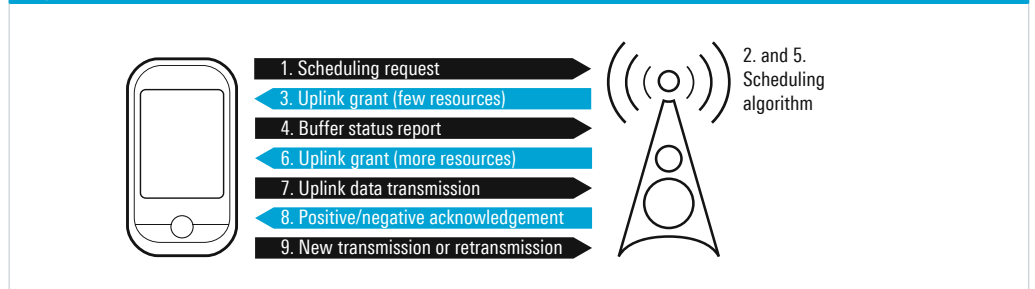 1. Scheduling request
3. Uplink grant (few resources)
4. Buffer status report
6. Uplink grant (more resources)
7. Uplink data transmission
8. Positive/negative acknowledgement
9. New transmission or retransmission
2. and 5.
Scheduling
algorithm